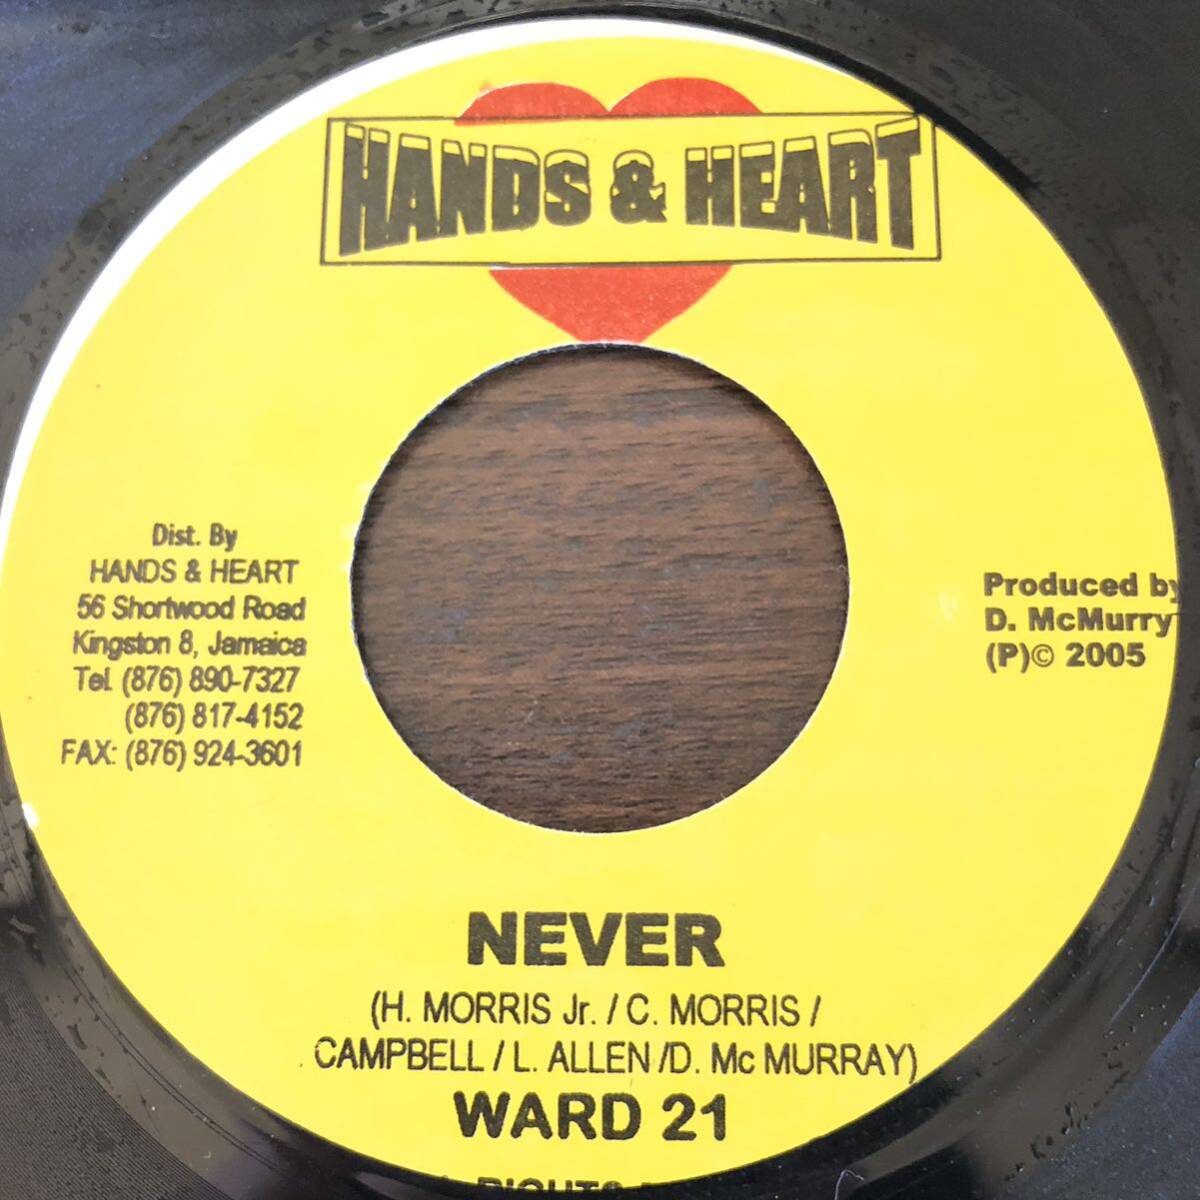 HANDS & HEART
Dist. By
HANDS & HEART
56 Shortwood Road
Kingston 8, Jamaica
Tel. (876) 890-7327
(876) 817-4152
FAX: (876) 924-3601
Produced by
D. McMurry
(P)© 2005
NEVER
(H. MORRIS Jr. / C. MORRIS /
CAMPBELL / L. ALLEN /D. Mc MURRAY)
WARD 21
RIGHTS